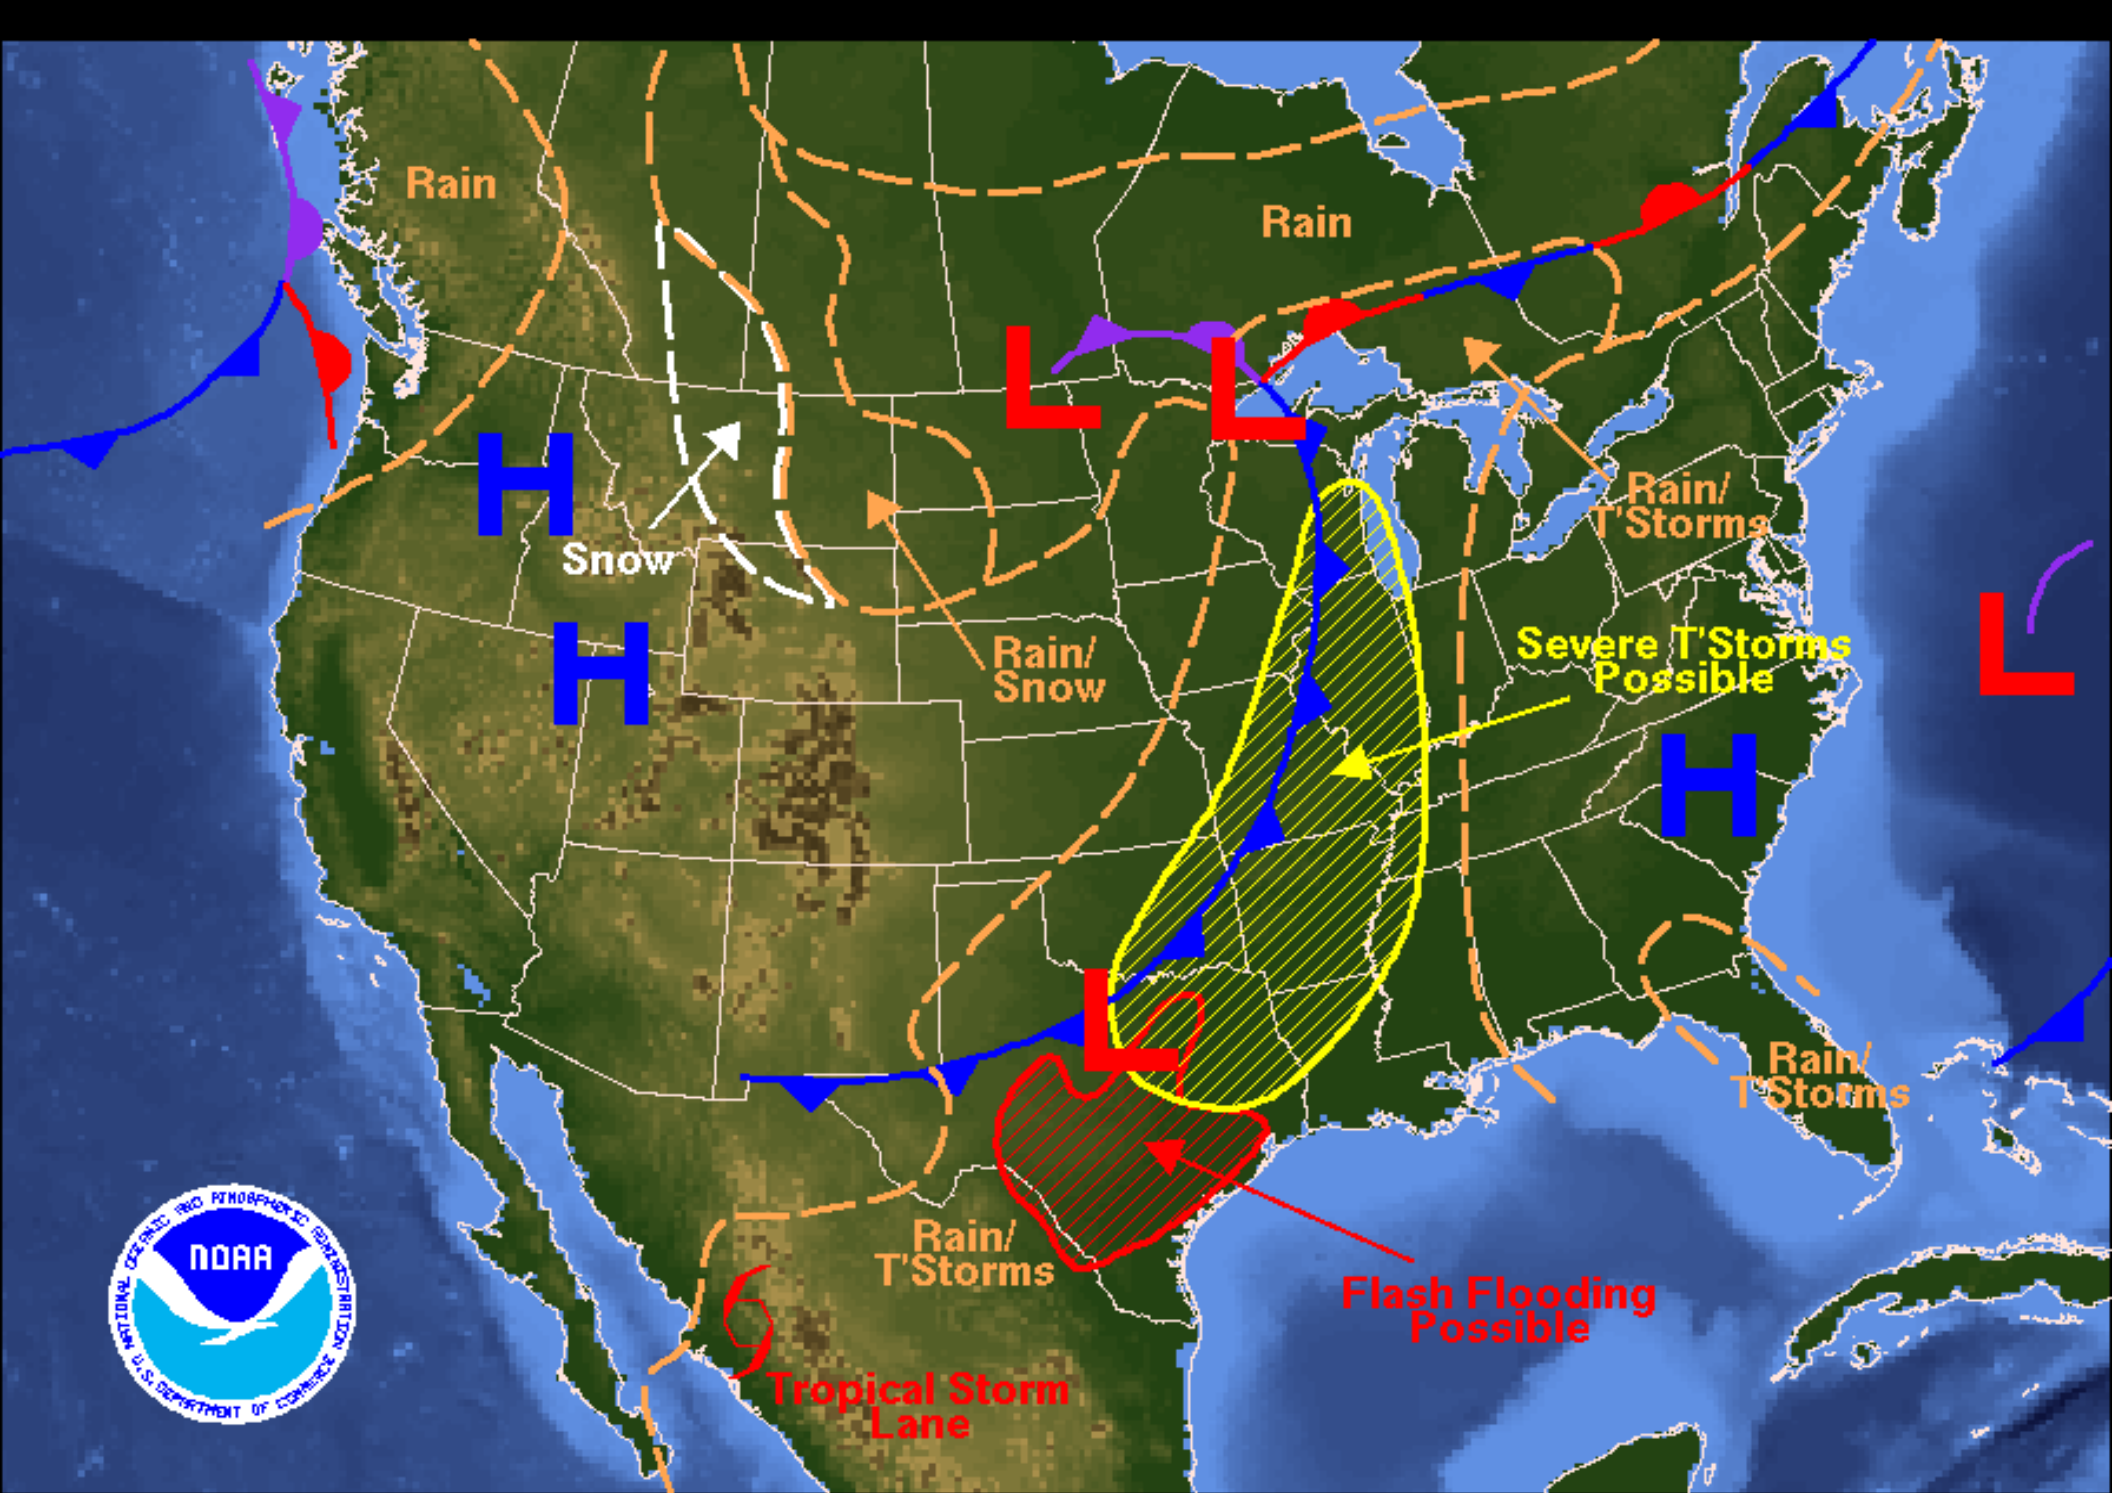 Rain
Rain
L
L
H
Snow
Rain/
T'Storms
H
Rain/
Snow
Severe T'Storms
Possible
L
H
L
Rain/
T'Storms
Rain/
T'Storms
Flash Flooding
Possible
Tropical Storm
Lane
NATIONAL OCEANIC AND ATMOSPHERIC ADMINISTRATION
NOAA
U.S. DEPARTMENT OF COMMERCE